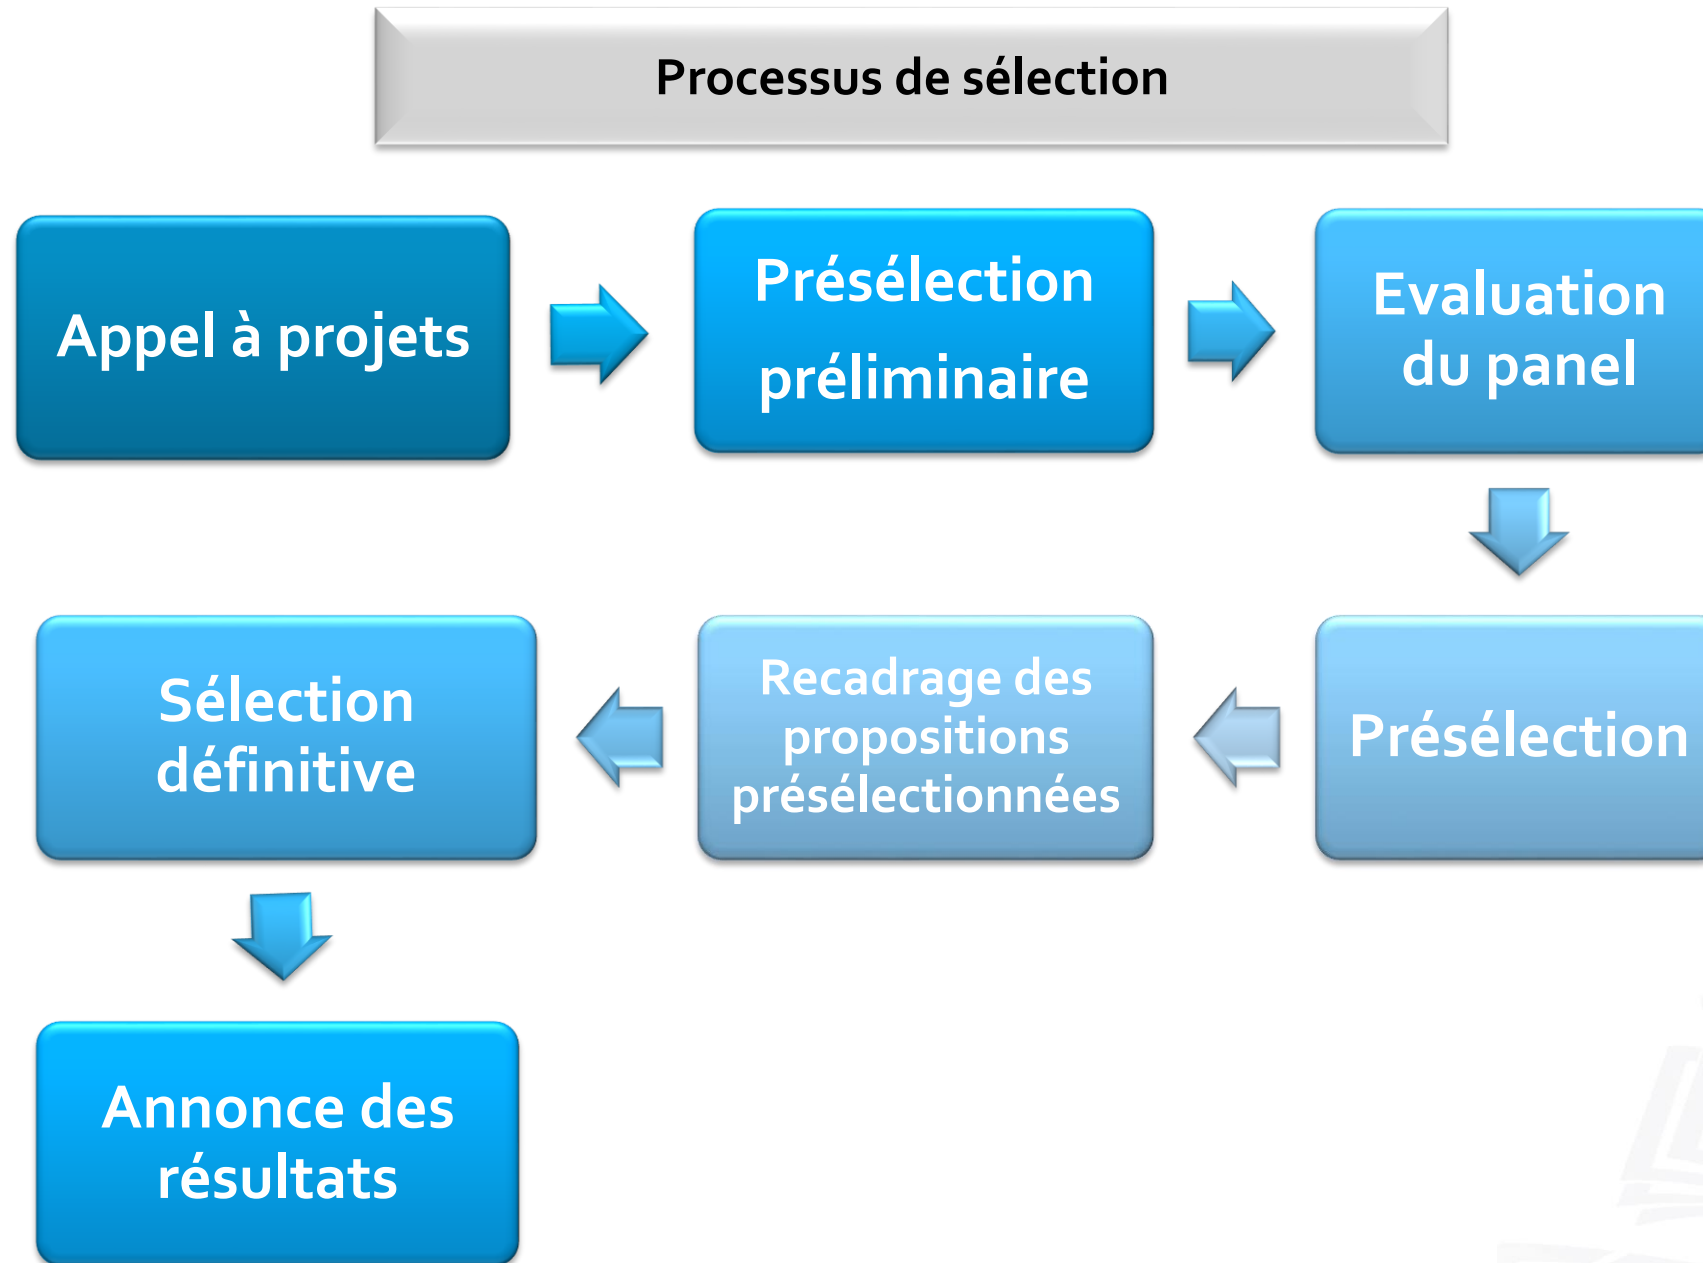 Processus de sélection
Appel à projets
Présélection
préliminaire
Evaluation
du panel
Présélection
Recadrage des
propositions
présélectionnées
Sélection
définitive
Annonce des
résultats